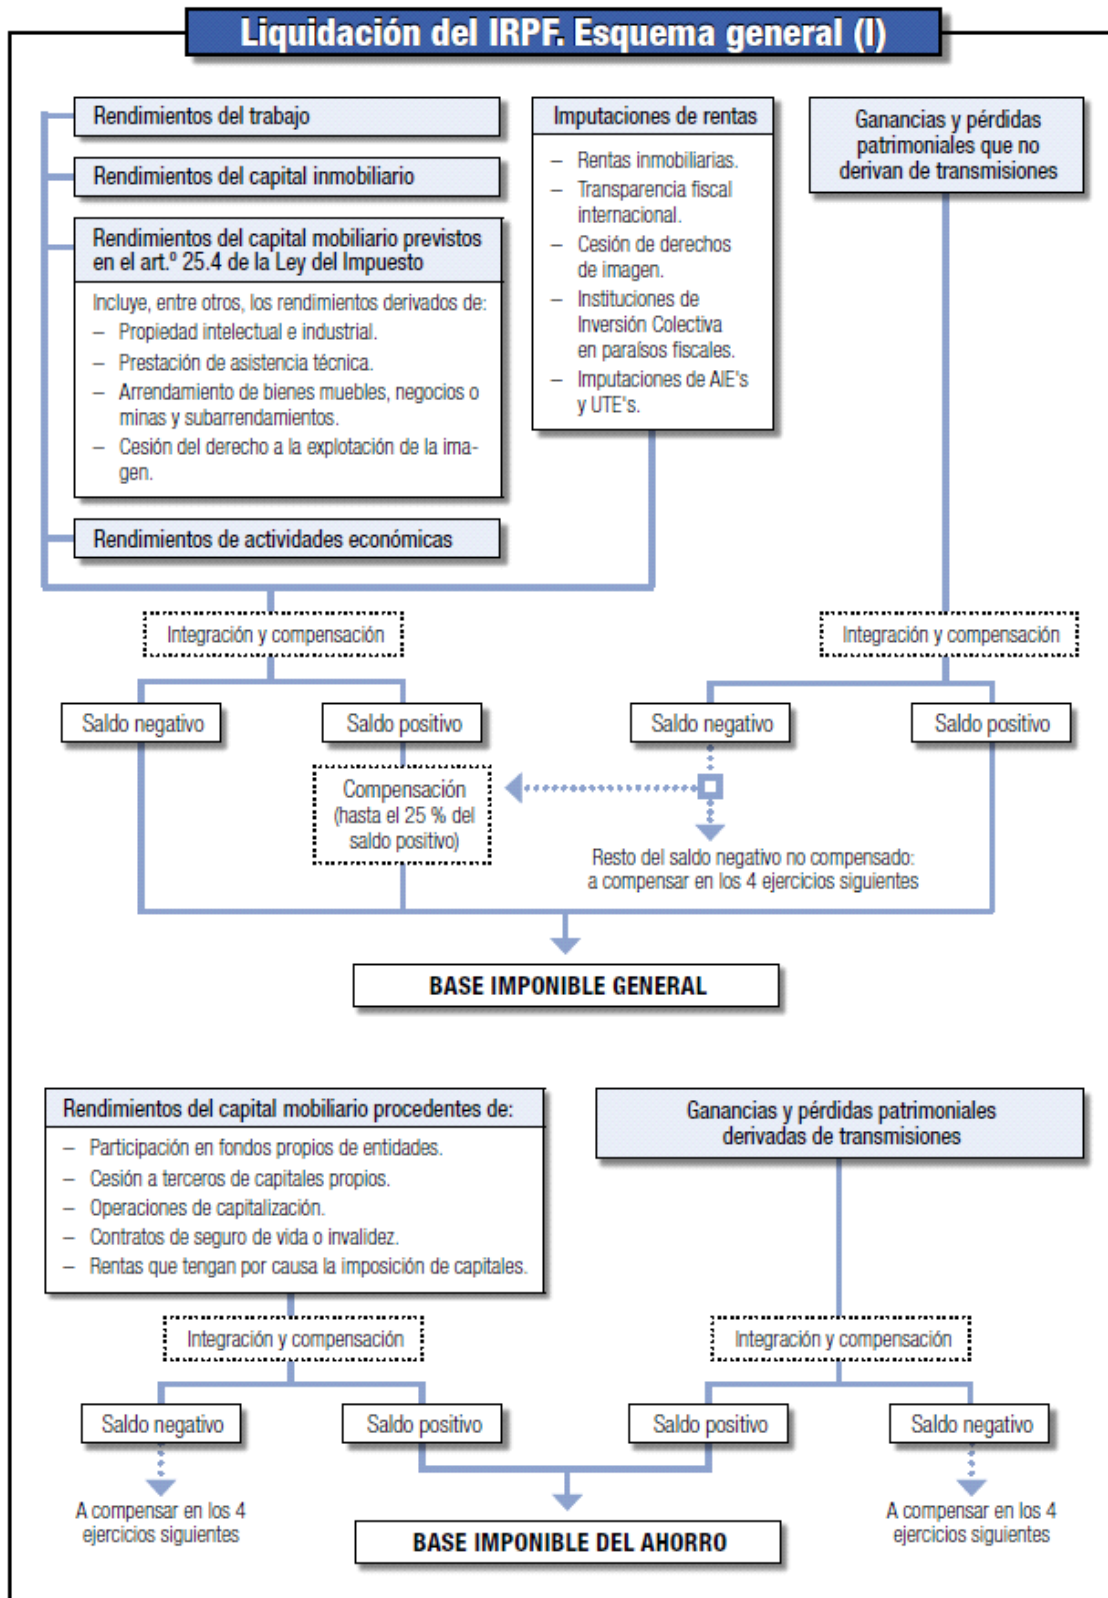 Liquidación del IRPF. Esquema general (I)
Rendimientos del trabajo
Rendimientos del capital inmobiliario
Rendimientos del capital mobiliario previstos
en el art.º 25.4 de la Ley del Impuesto
Incluye, entre otros, los rendimientos derivados de:
– Propiedad intelectual e industrial.
– Prestación de asistencia técnica.
– Arrendamiento de bienes muebles, negocios o
minas y subarrendamientos.
– Cesión del derecho a la explotación de la ima-
gen.
Rendimientos de actividades económicas
Imputaciones de rentas
– Rentas inmobiliarias.
– Transparencia fiscal
internacional.
– Cesión de derechos
de imagen.
– Instituciones de
Inversión Colectiva
en paraísos fiscales.
– Imputaciones de AIE's
y UTE's.
Ganancias y pérdidas
patrimoniales que no
derivan de transmisiones
Integración y compensación
Integración y compensación
Saldo negativo
Saldo positivo
Saldo negativo
Saldo positivo
Compensación
(hasta el 25 % del
saldo positivo)
Resto del saldo negativo no compensado:
a compensar en los 4 ejercicios siguientes
BASE IMPONIBLE GENERAL
Rendimientos del capital mobiliario procedentes de:
– Participación en fondos propios de entidades.
– Cesión a terceros de capitales propios.
– Operaciones de capitalización.
– Contratos de seguro de vida o invalidez.
– Rentas que tengan por causa la imposición de capitales.
Ganancias y pérdidas patrimoniales
derivadas de transmisiones
Integración y compensación
Integración y compensación
Saldo negativo
Saldo positivo
Saldo positivo
Saldo negativo
A compensar en los 4
ejercicios siguientes
A compensar en los 4
ejercicios siguientes
BASE IMPONIBLE DEL AHORRO